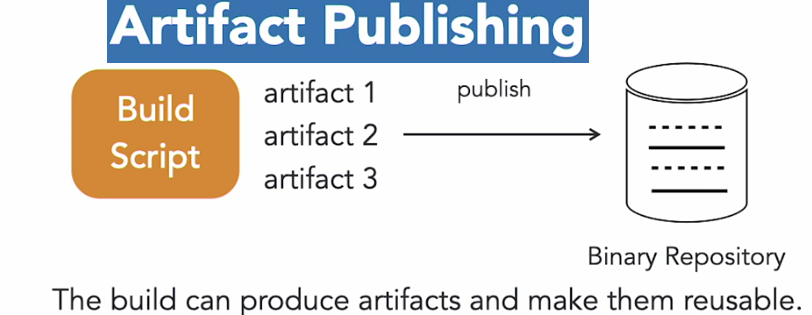 Artifact Publishing
Build
Script
artifact 1
artifact 2
artifact 3
publish
Binary Repository
The build can produce artifacts and make them reusable.